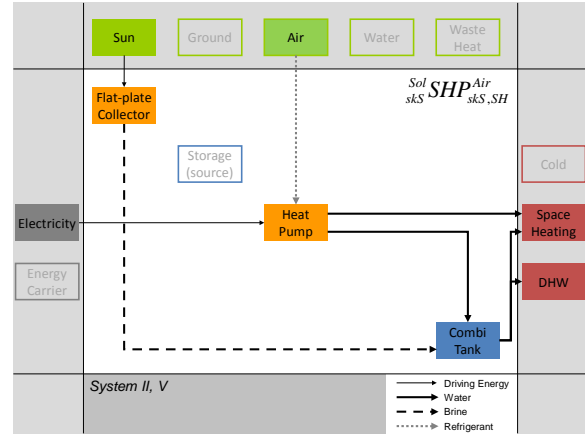 Sun
Ground
Air
Water
Waste
Heat
Sol
skS SHP Air
skS,SH
Flat-plate
Collector
Storage
(source)
Cold
Electricity
Heat
Pump
Space
Heating
Energy
Carrier
DHW
Combi
Tank
System II, V
Driving Energy
Water
Brine
Refrigerant